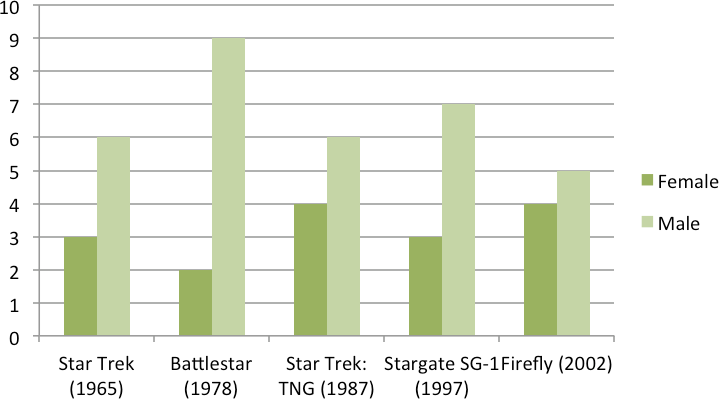 10
9
8
7
6
5
4
3
2
1
0
Star Trek
(1965)
Battlestar
(1978)
Star Trek:
TNG (1987)
Stargate SG-1
(1997)
Firefly (2002)
Female
Male